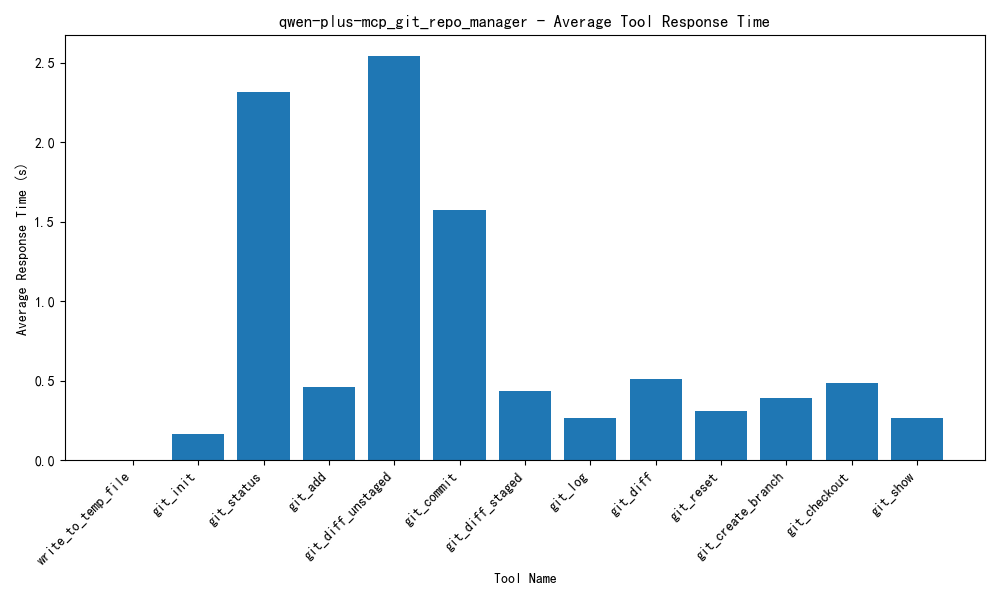 qwen-plus-mcp_git_repo_manager - Average Tool Response Time
Average Response Time (s)
2.5
2.0
1.5
1.0
0.5
0.0
write_to_temp_file
git_init
git_status
git_add
git_diff_unstaged
git_commit
git_diff_staged
git_log
git_diff
git_reset
git_create_branch
git_checkout
git_show
Tool Name